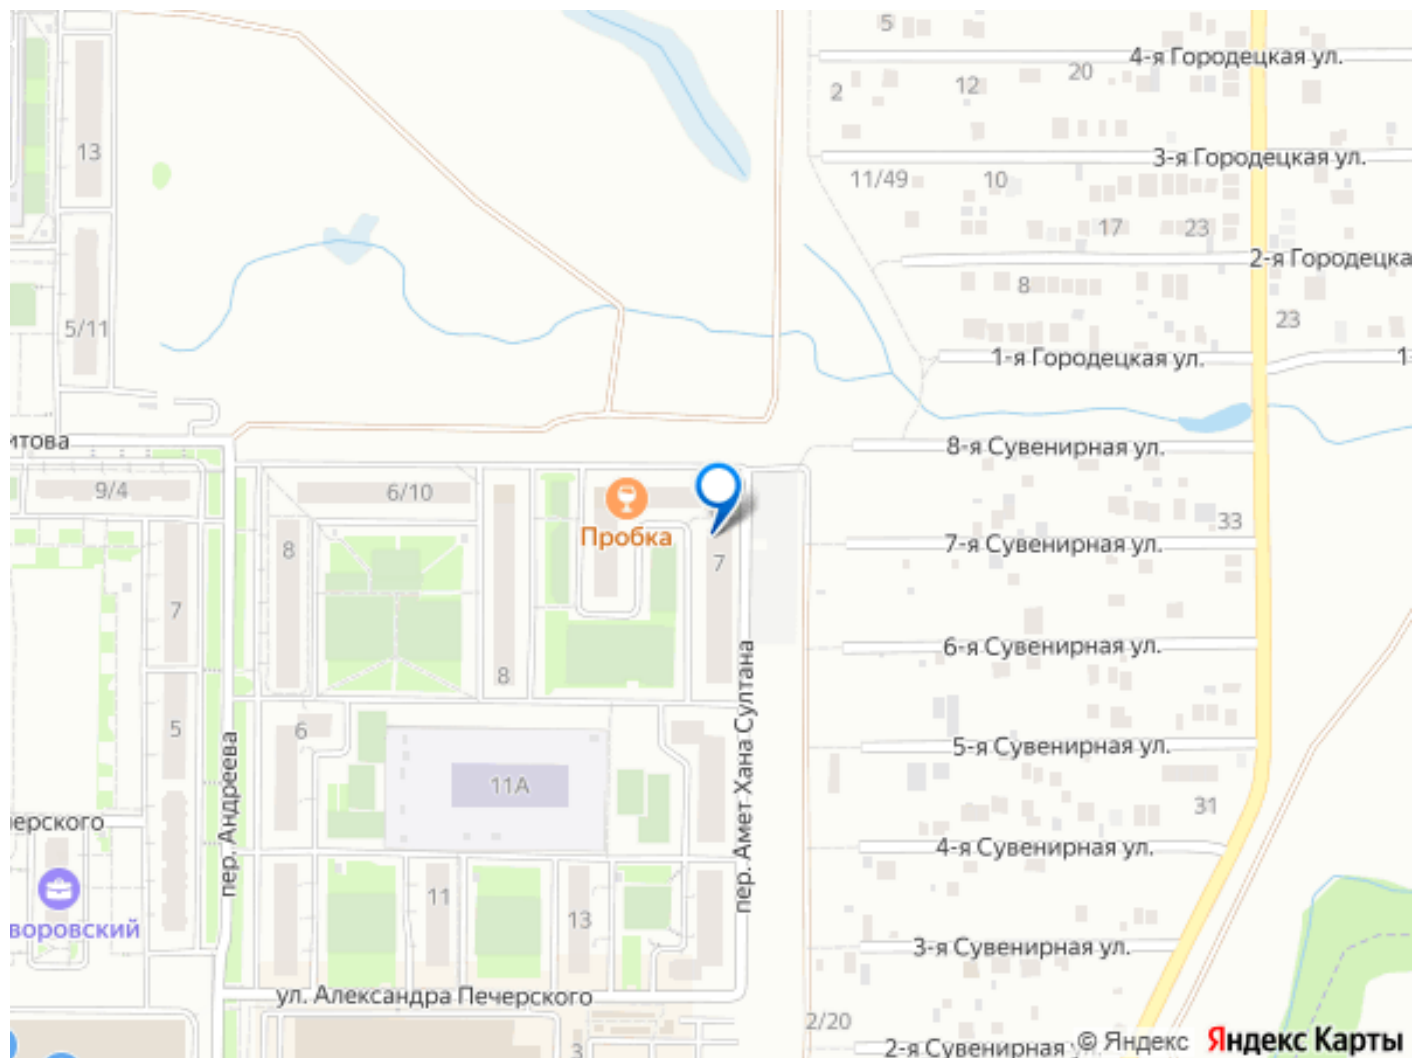 5
4-я Городецкая ул.
20
12
2
13
3-я Городецкая ул.
11/49
10
17
23
2-я Городецка
8
23
5/11
1-я Городецкая ул.
1-
итова
8-я Сувенирная ул.
9/4
6/10
Пробка
33
8
7-я Сувенирная ул.
7
7
6-я Сувенирная ул.
8
пер. Амет Хана Султана
6
5
5-я Сувенирная ул.
пер. Андреева
11А
31
черского
4-я Сувенирная ул.
11
13
воровский
3-я Сувенирная ул.
ул. Александра Печерского
2/20
3
2-я Сувенирная у
© Яндекс Яндекс Карты